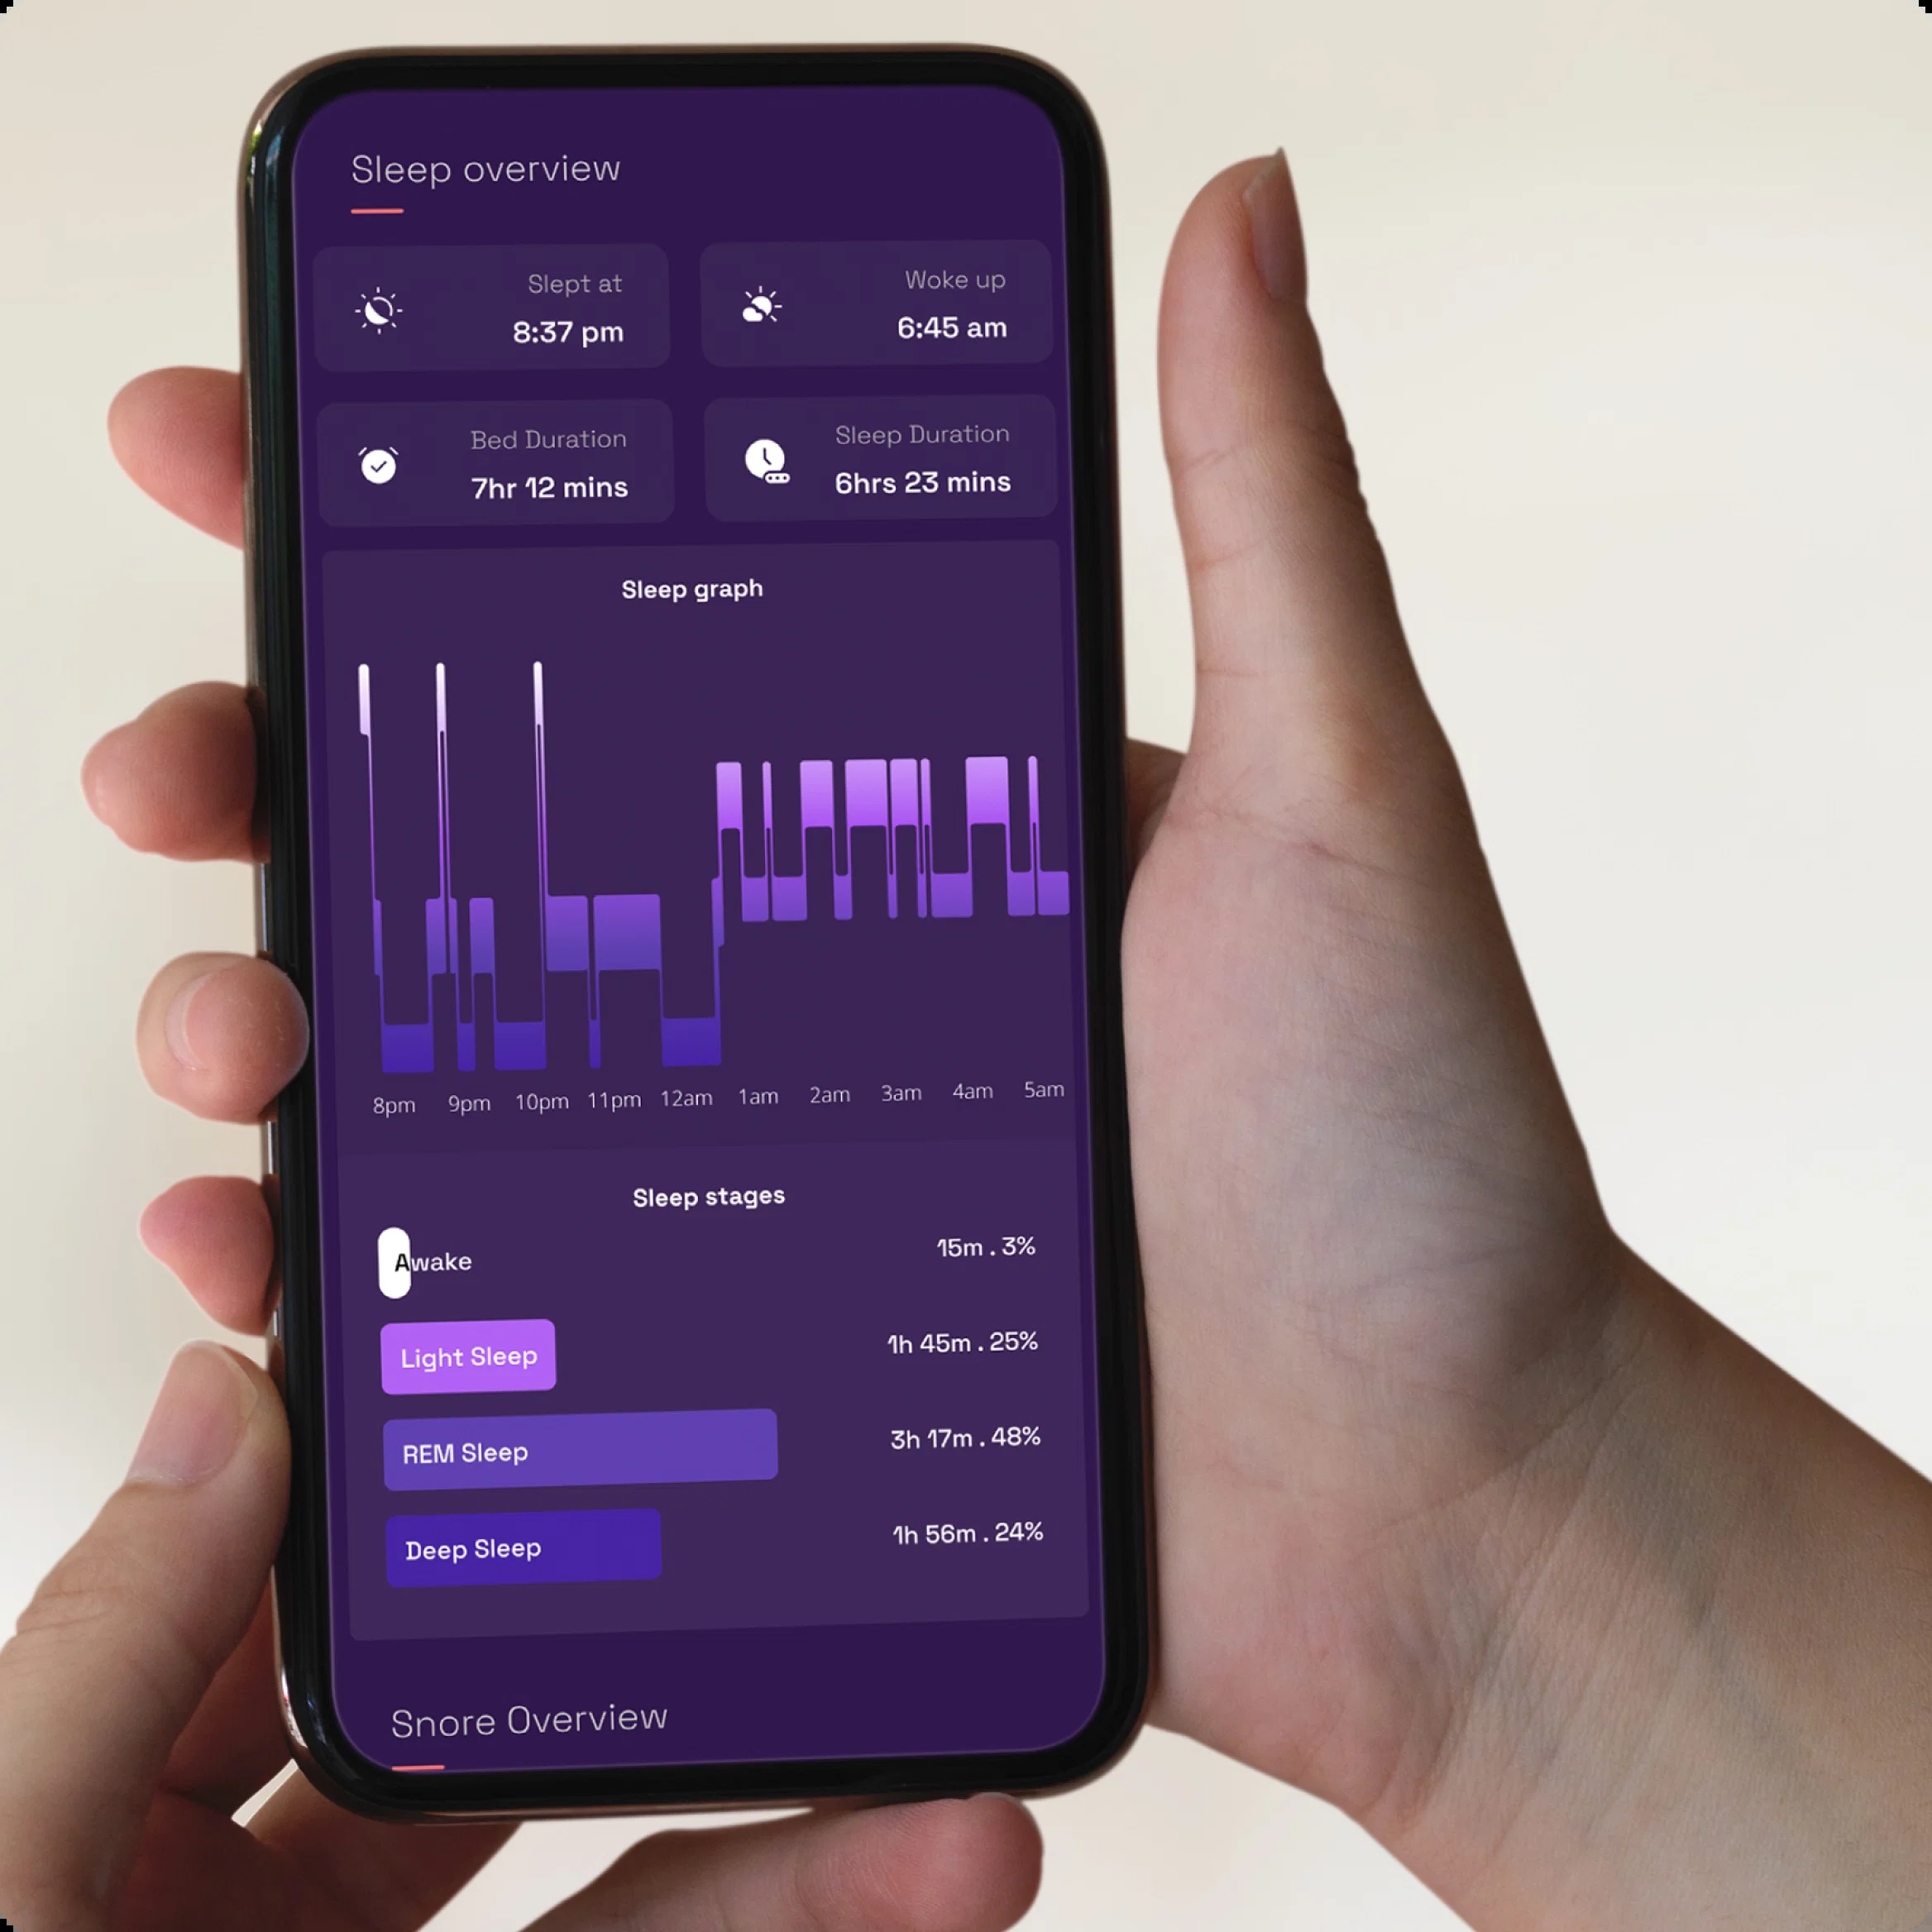 Sleep overview
Slept at
8:37 pm
Woke up
6:45 am
Bed Duration
7hr 12 mins
Sleep Duration
6hrs 23 mins
Sleep graph
8pm 9pm 10pm 11pm 12am 1am 2am 3am 4am 5am
Sleep stages
Awake 15m . 3%
Light Sleep 1h 45m . 25%
REM Sleep 3h 17m . 48%
Deep Sleep 1h 56m . 24%
Snore Overview